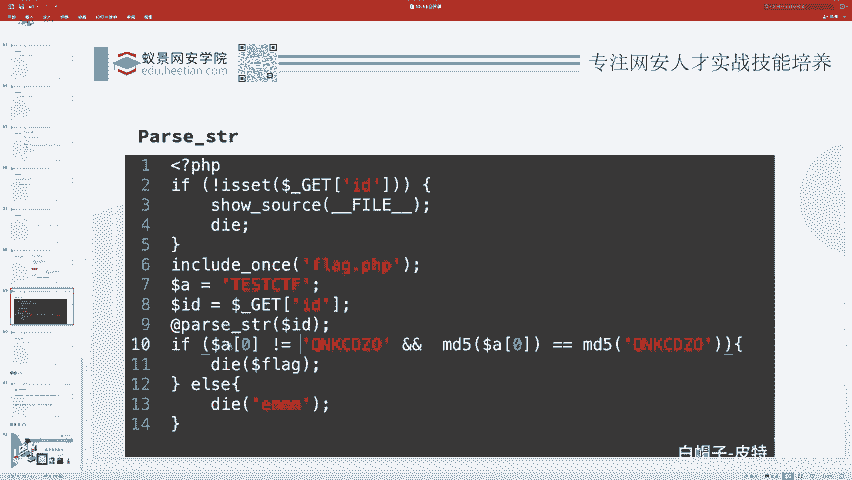 蚁景网安学院
edu.heetian.com
专注网安人才实战技能培养
Parse_str
1 <?php
2 if (!isset($_GET['id'])) {
3 show_source(__FILE__);
4 die;
5 }
6 include_once('flag.php');
7 $a = 'TESTCTF';
8 $id = $_GET['id'];
9 @parse_str($id);
10 if ($a[0] != 'QNKCDZO' && md5($a[0]) == md5('QNKCDZO')){
11 die($flag);
12 } else{
13 die('emmm');
14 }
白帽子-皮特